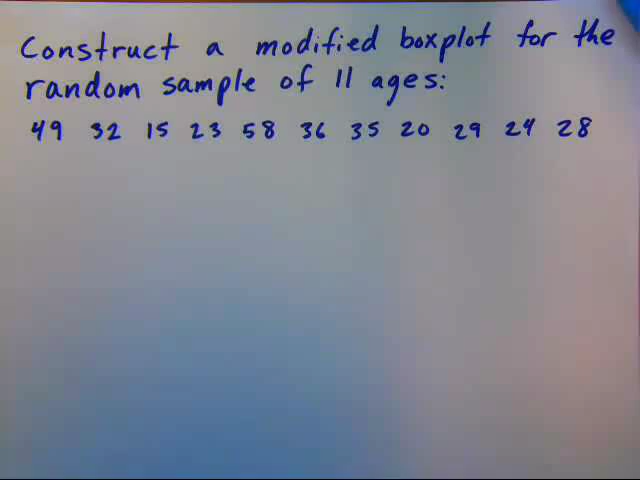 Construct a modified boxplot for the
random sample of 11 ages:
49 32 15 23 58 36 35 20 29 24 28